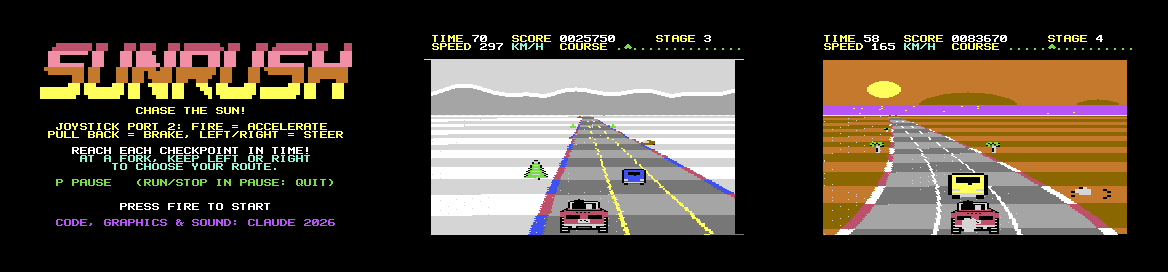 SUNRUSH
CHASE THE SUN!
JOYSTICK PORT 2: FIRE = ACCELERATE
PULL BACK = BRAKE, LEFT/RIGHT = STEER
REACH EACH CHECKPOINT IN TIME!
AT A FORK, KEEP LEFT OR RIGHT
TO CHOOSE YOUR ROUTE.
P PAUSE (RUN/STOP IN PAUSE: QUIT)
PRESS FIRE TO START
CODE, GRAPHICS & SOUND: CLAUDE 2026
TIME 70 SCORE 0025750 STAGE 3
SPEED 297 KM/H COURSE
TIME 58 SCORE 0083670 STAGE 4
SPEED 165 KM/H COURSE